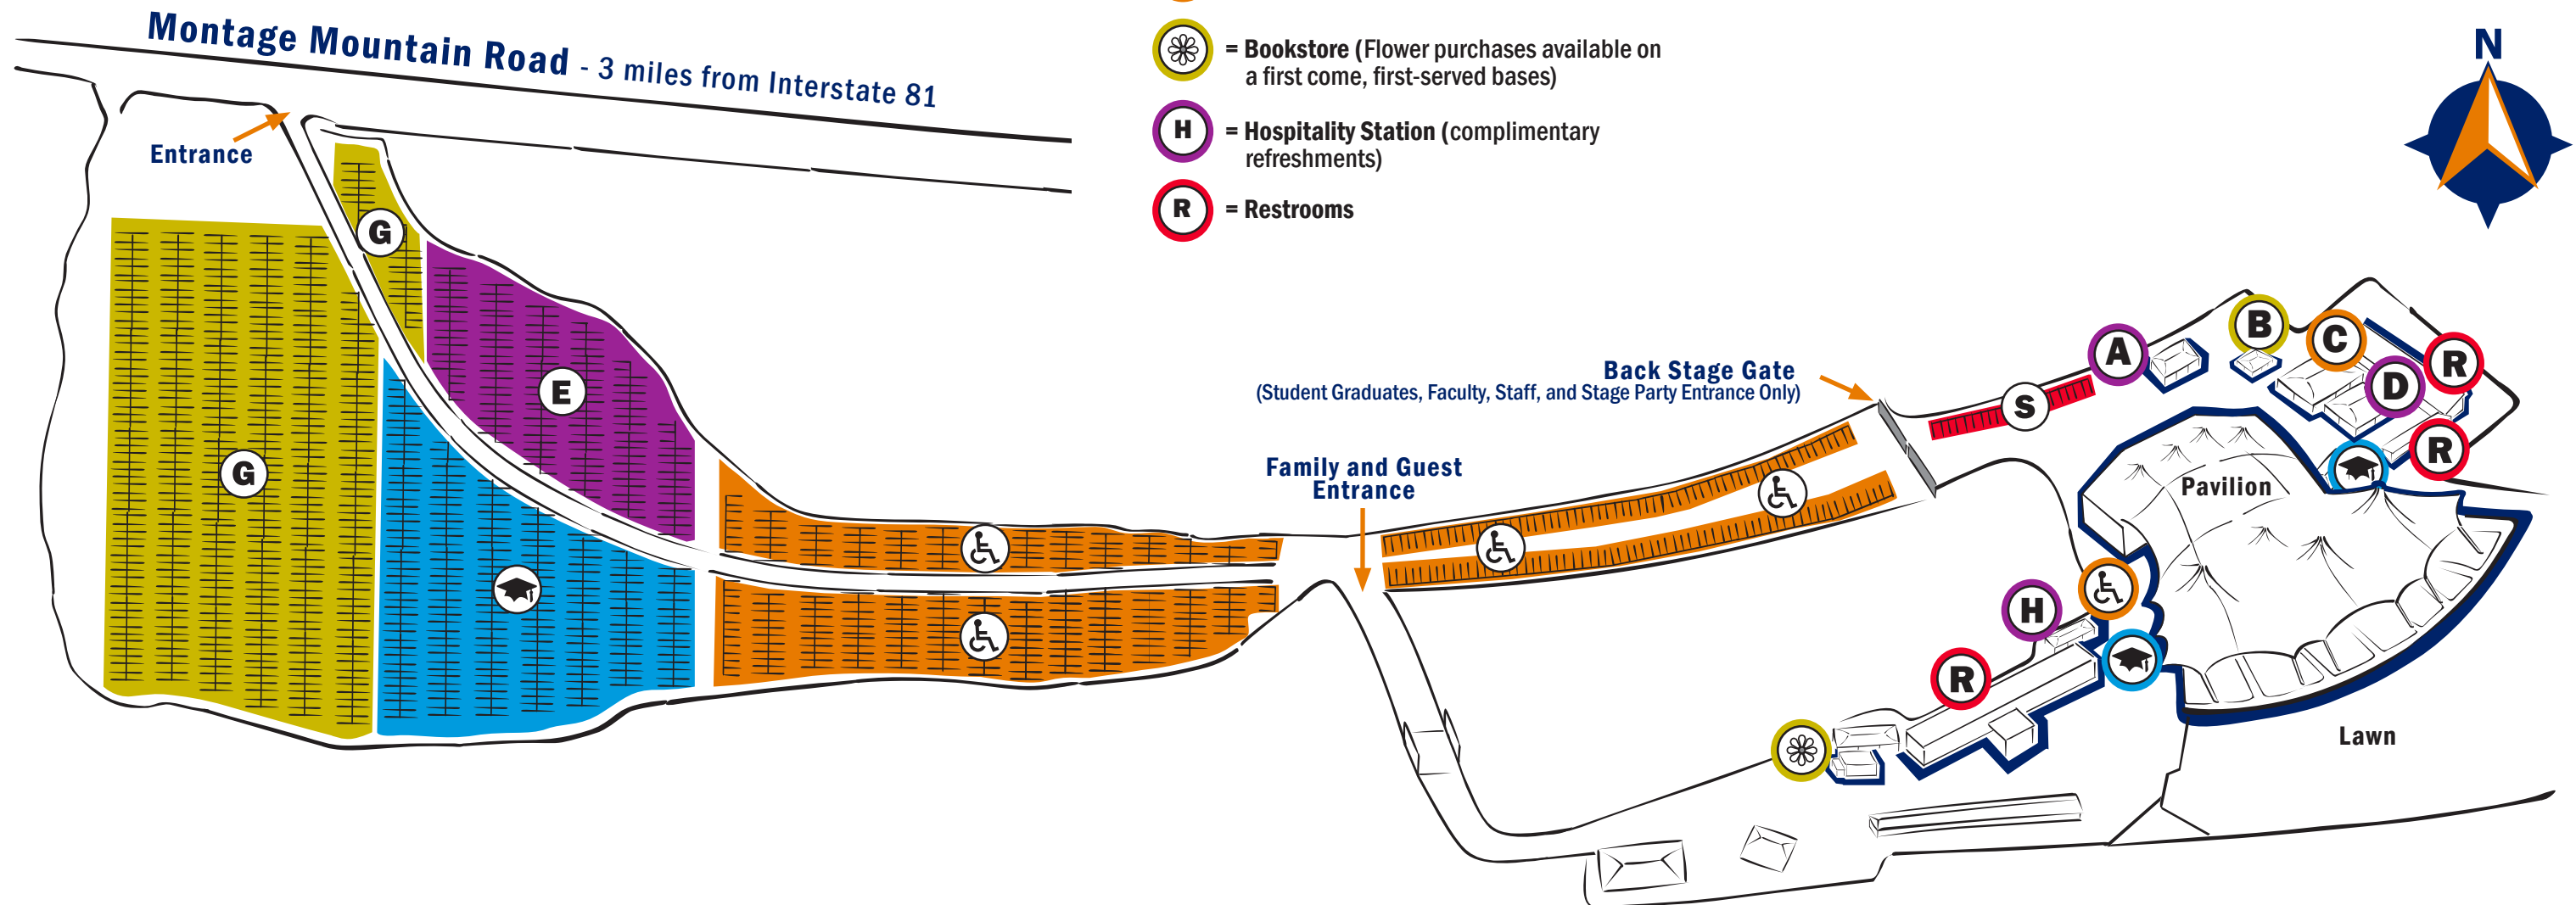 Montage Mountain Road - 3 miles from Interstate 81
= Bookstore (Flower purchases available on
a first come, first-served bases)
H = Hospitality Station (complimentary
refreshments)
R = Restrooms
N
Entrance
G
G
E
Back Stage Gate
(Student Graduates, Faculty, Staff, and Stage Party Entrance Only)
Family and Guest
Entrance
S
A
B
C
D
R
R
Pavilion
H
R
Lawn